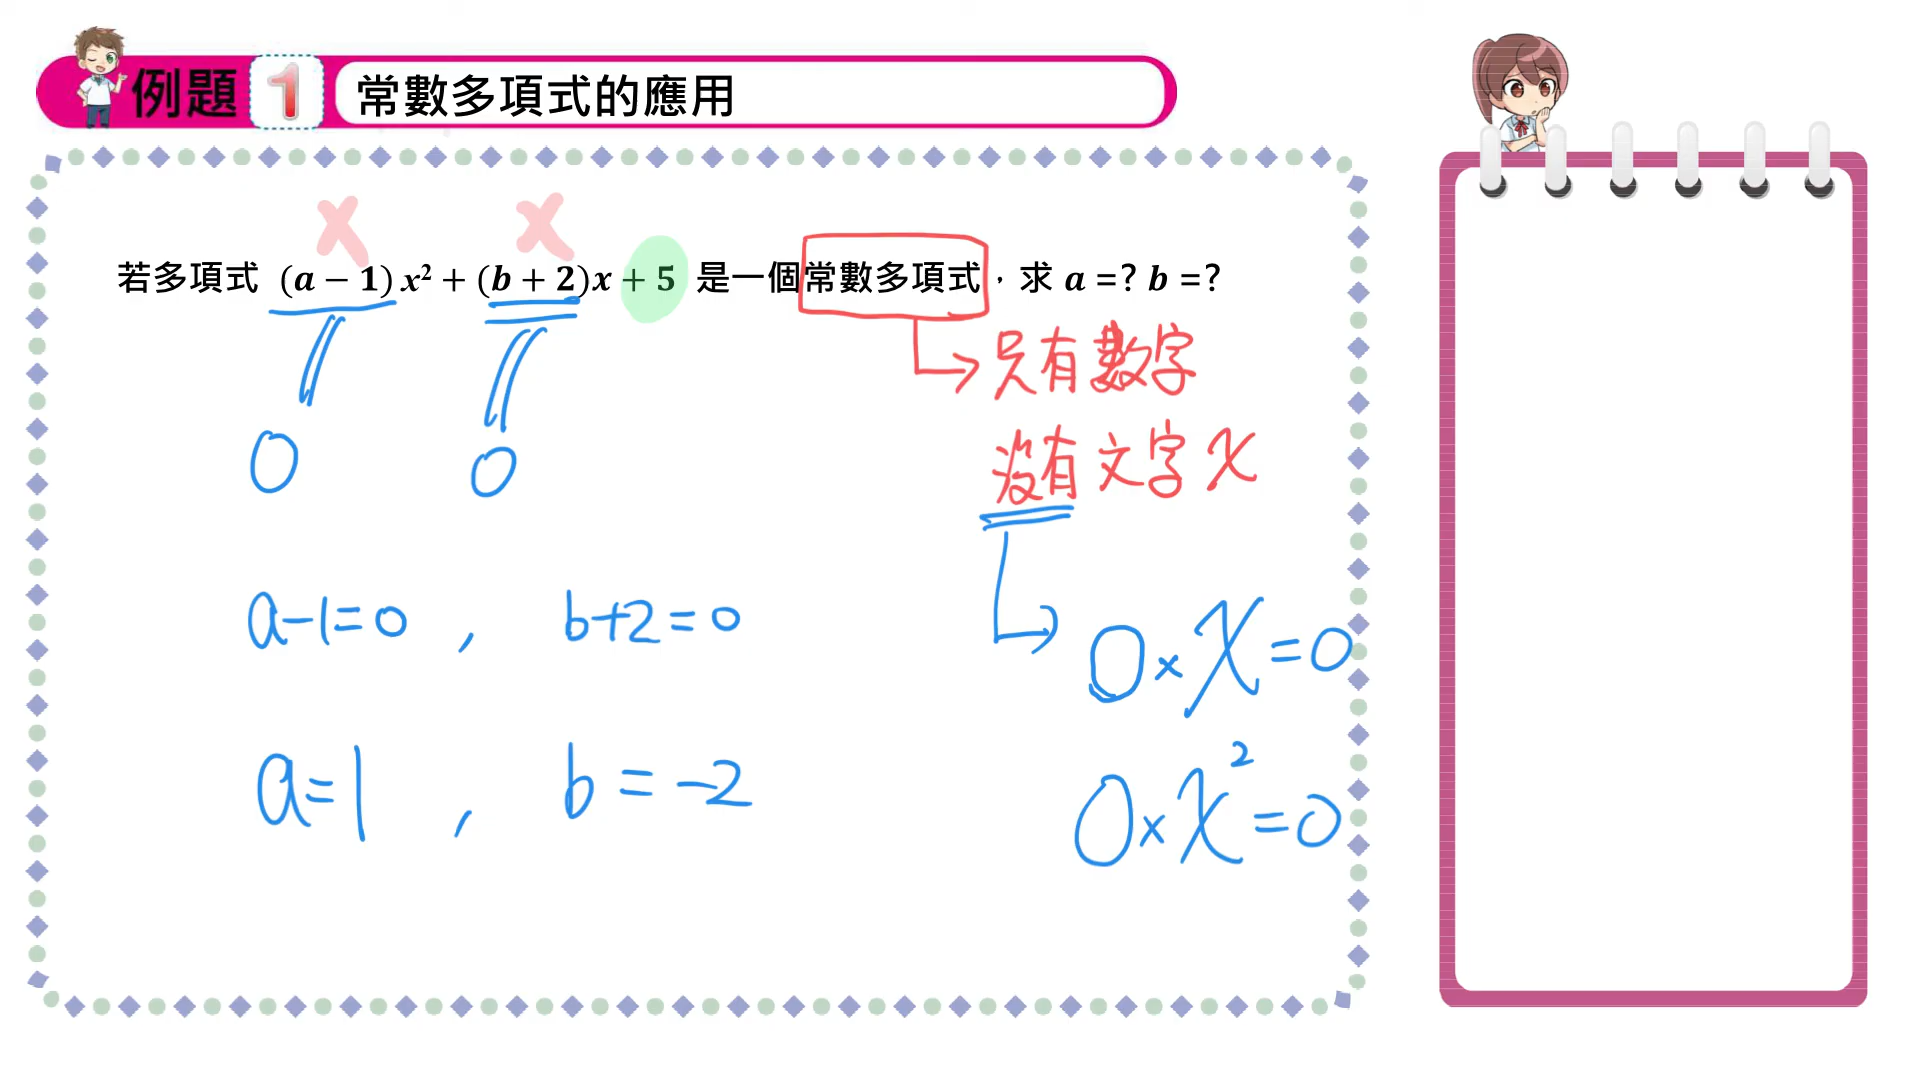 例題 1 常數多項式的應用
X X
若多項式 (a − 1) x² + (b + 2)x + 5 是一個常數多項式，求 a =? b =?
只有數字
0 0 沒有文字 x
a-1=0 , b+2=0
0×x=0
a=1 , b=-2
0×x²=0